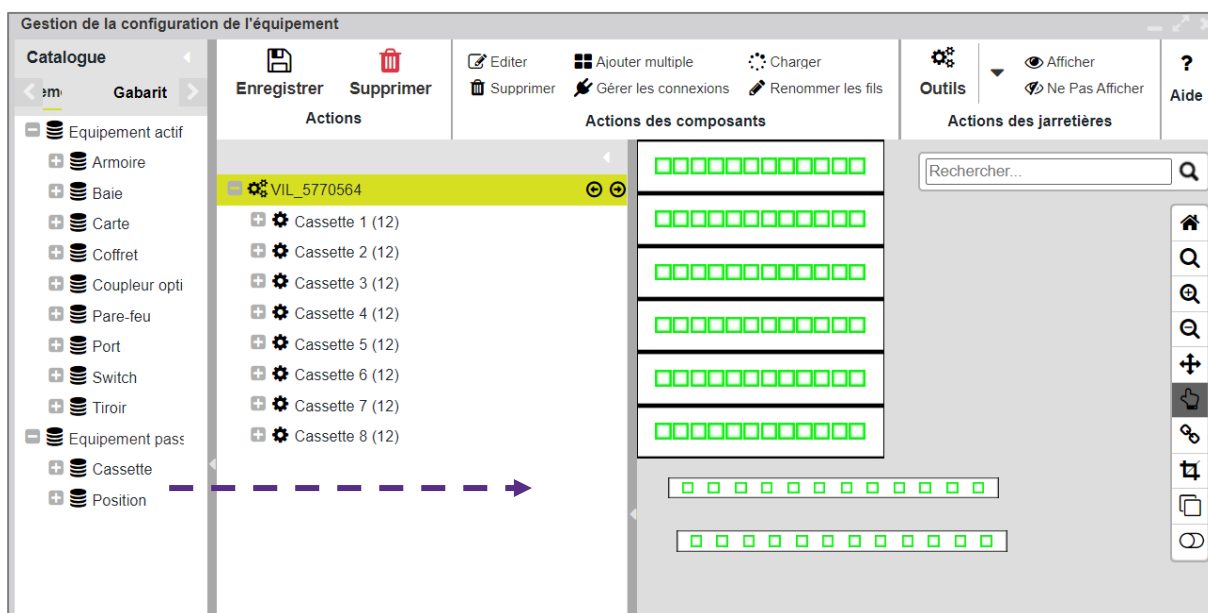 Gestion de la configuration de l'équipement
Catalogue
Gabarit
Equipement actif
Armoire
Baie
Carte
Coffret
Coupleur opti
Pare-feu
Port
Switch
Tiroir
Equipement pass
Cassette
Position
Enregistrer
Supprimer
Actions
Editer
Ajouter multiple
Charger
Supprimer
Gérer les connexions
Renommer les fils
Actions des composants
Outils
Afficher
Ne Pas Afficher
Actions des jarretières
?
Aide
VIL_5770564
Cassette 1 (12)
Cassette 2 (12)
Cassette 3 (12)
Cassette 4 (12)
Cassette 5 (12)
Cassette 6 (12)
Cassette 7 (12)
Cassette 8 (12)
Rechercher...